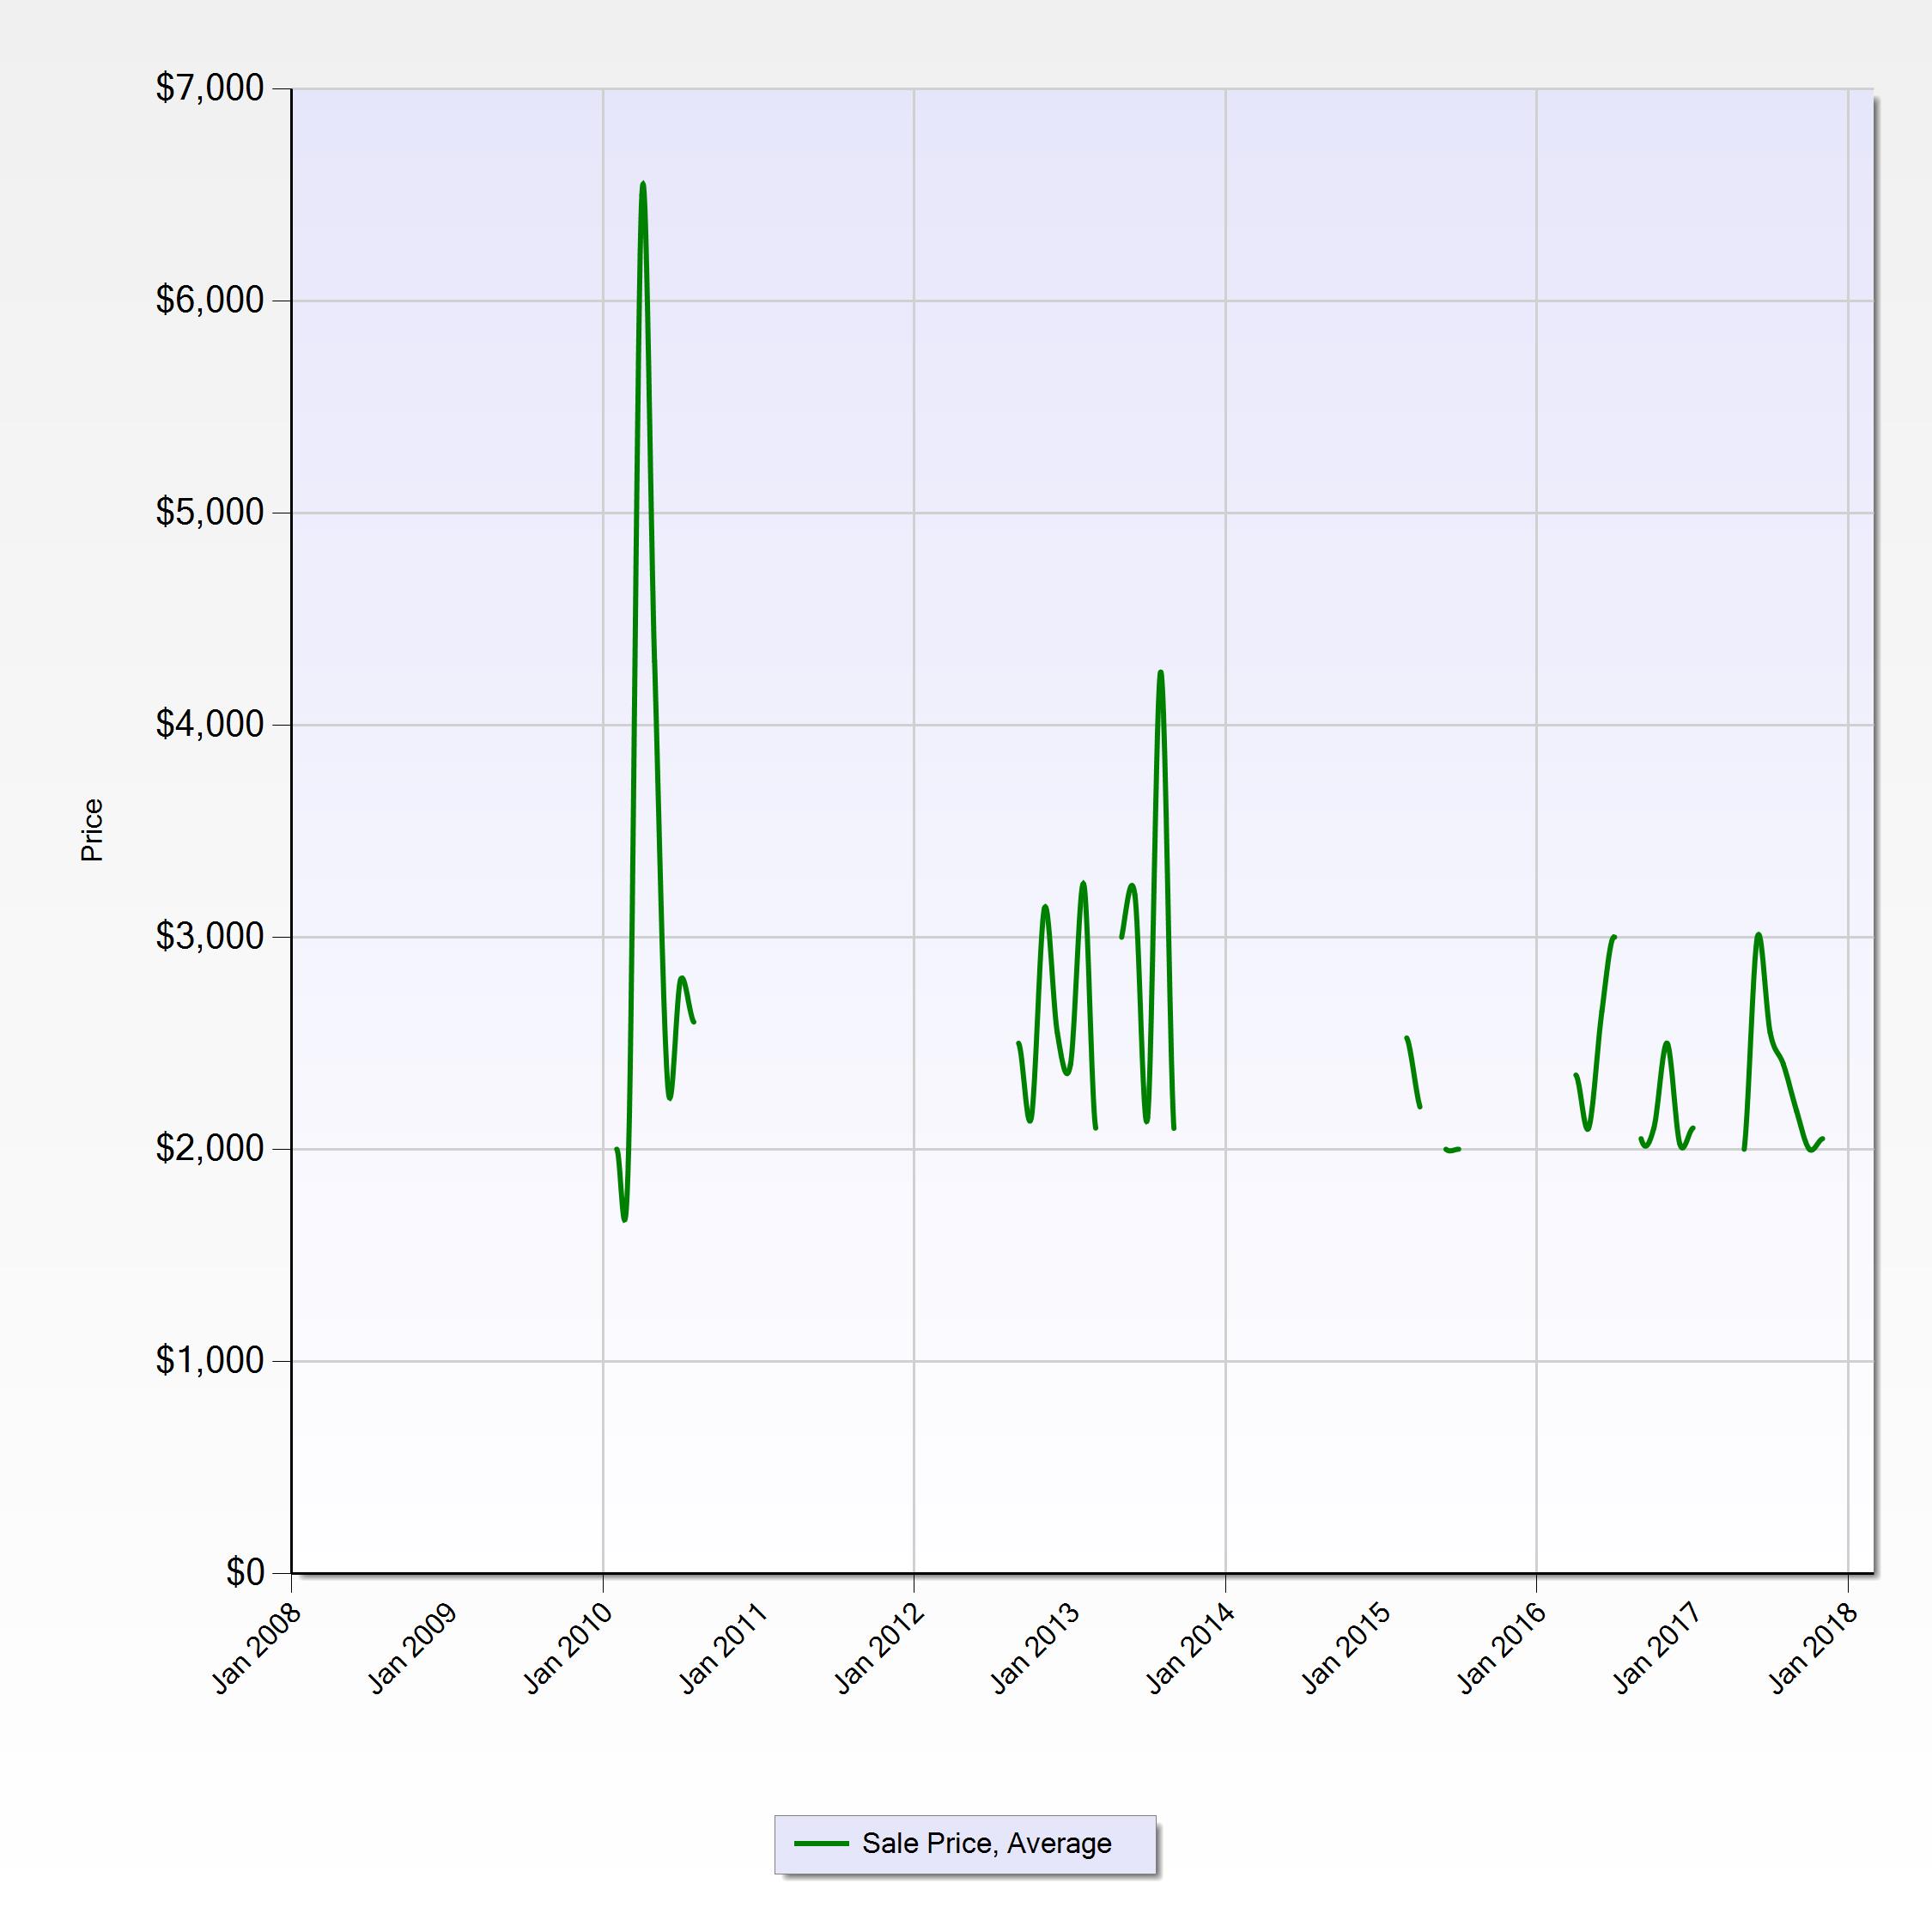 $7,000
$6,000
$5,000
$4,000
$3,000
$2,000
$1,000
$0
Price
Jan 2008
Jan 2009
Jan 2010
Jan 2011
Jan 2012
Jan 2013
Jan 2014
Jan 2015
Jan 2016
Jan 2017
Jan 2018
Sale Price, Average